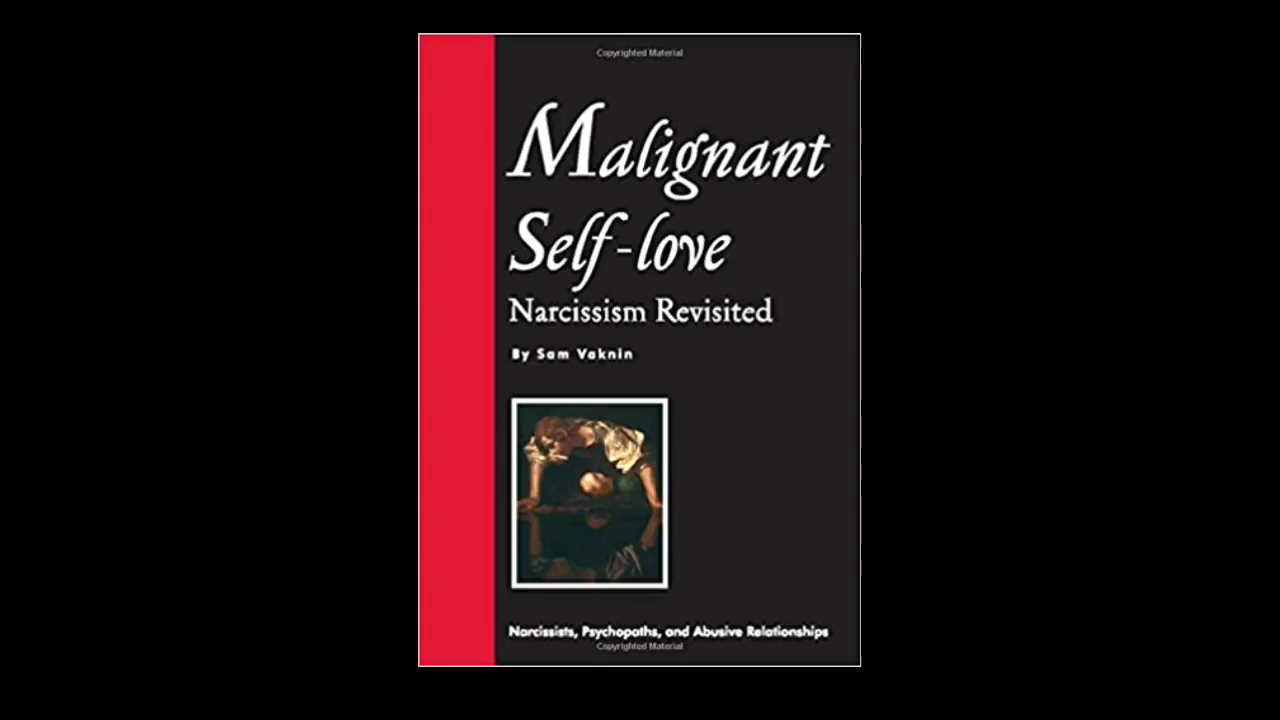 Copyrighted Material
Malignant
Self-love
Narcissism Revisited
By Sam Vaknin
Narcissists, Psychopaths, and Abusive Relationships
Copyrighted Material